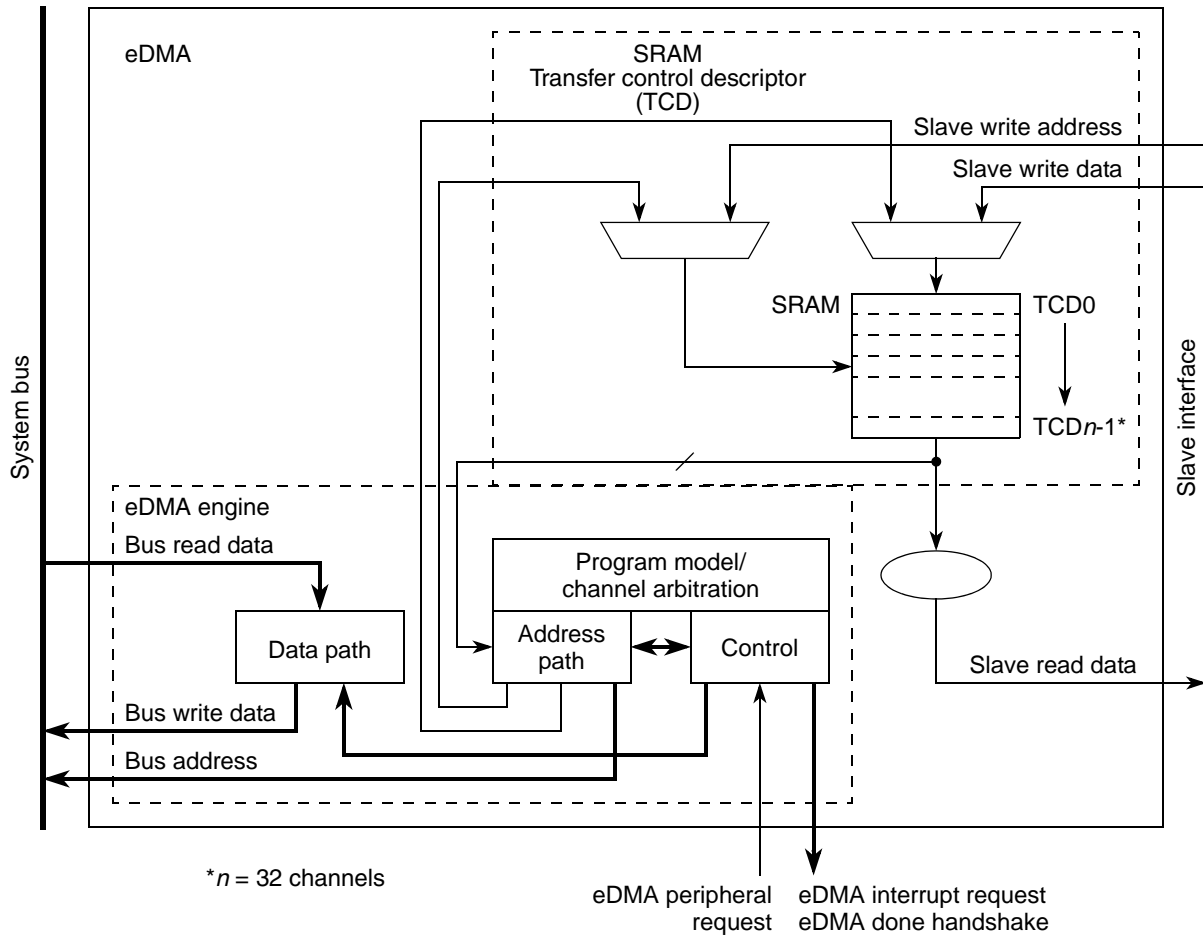 eDMA
SRAM
Transfer control descriptor
(TCD)
Slave write address
Slave write data
SRAM
TCD0
TCDn-1*
System bus
Slave interface
eDMA engine
Bus read data
Program model/
channel arbitration
Data path
Address
path
Control
Slave read data
Bus write data
Bus address
*n = 32 channels
eDMA peripheral
request
eDMA interrupt request
eDMA done handshake